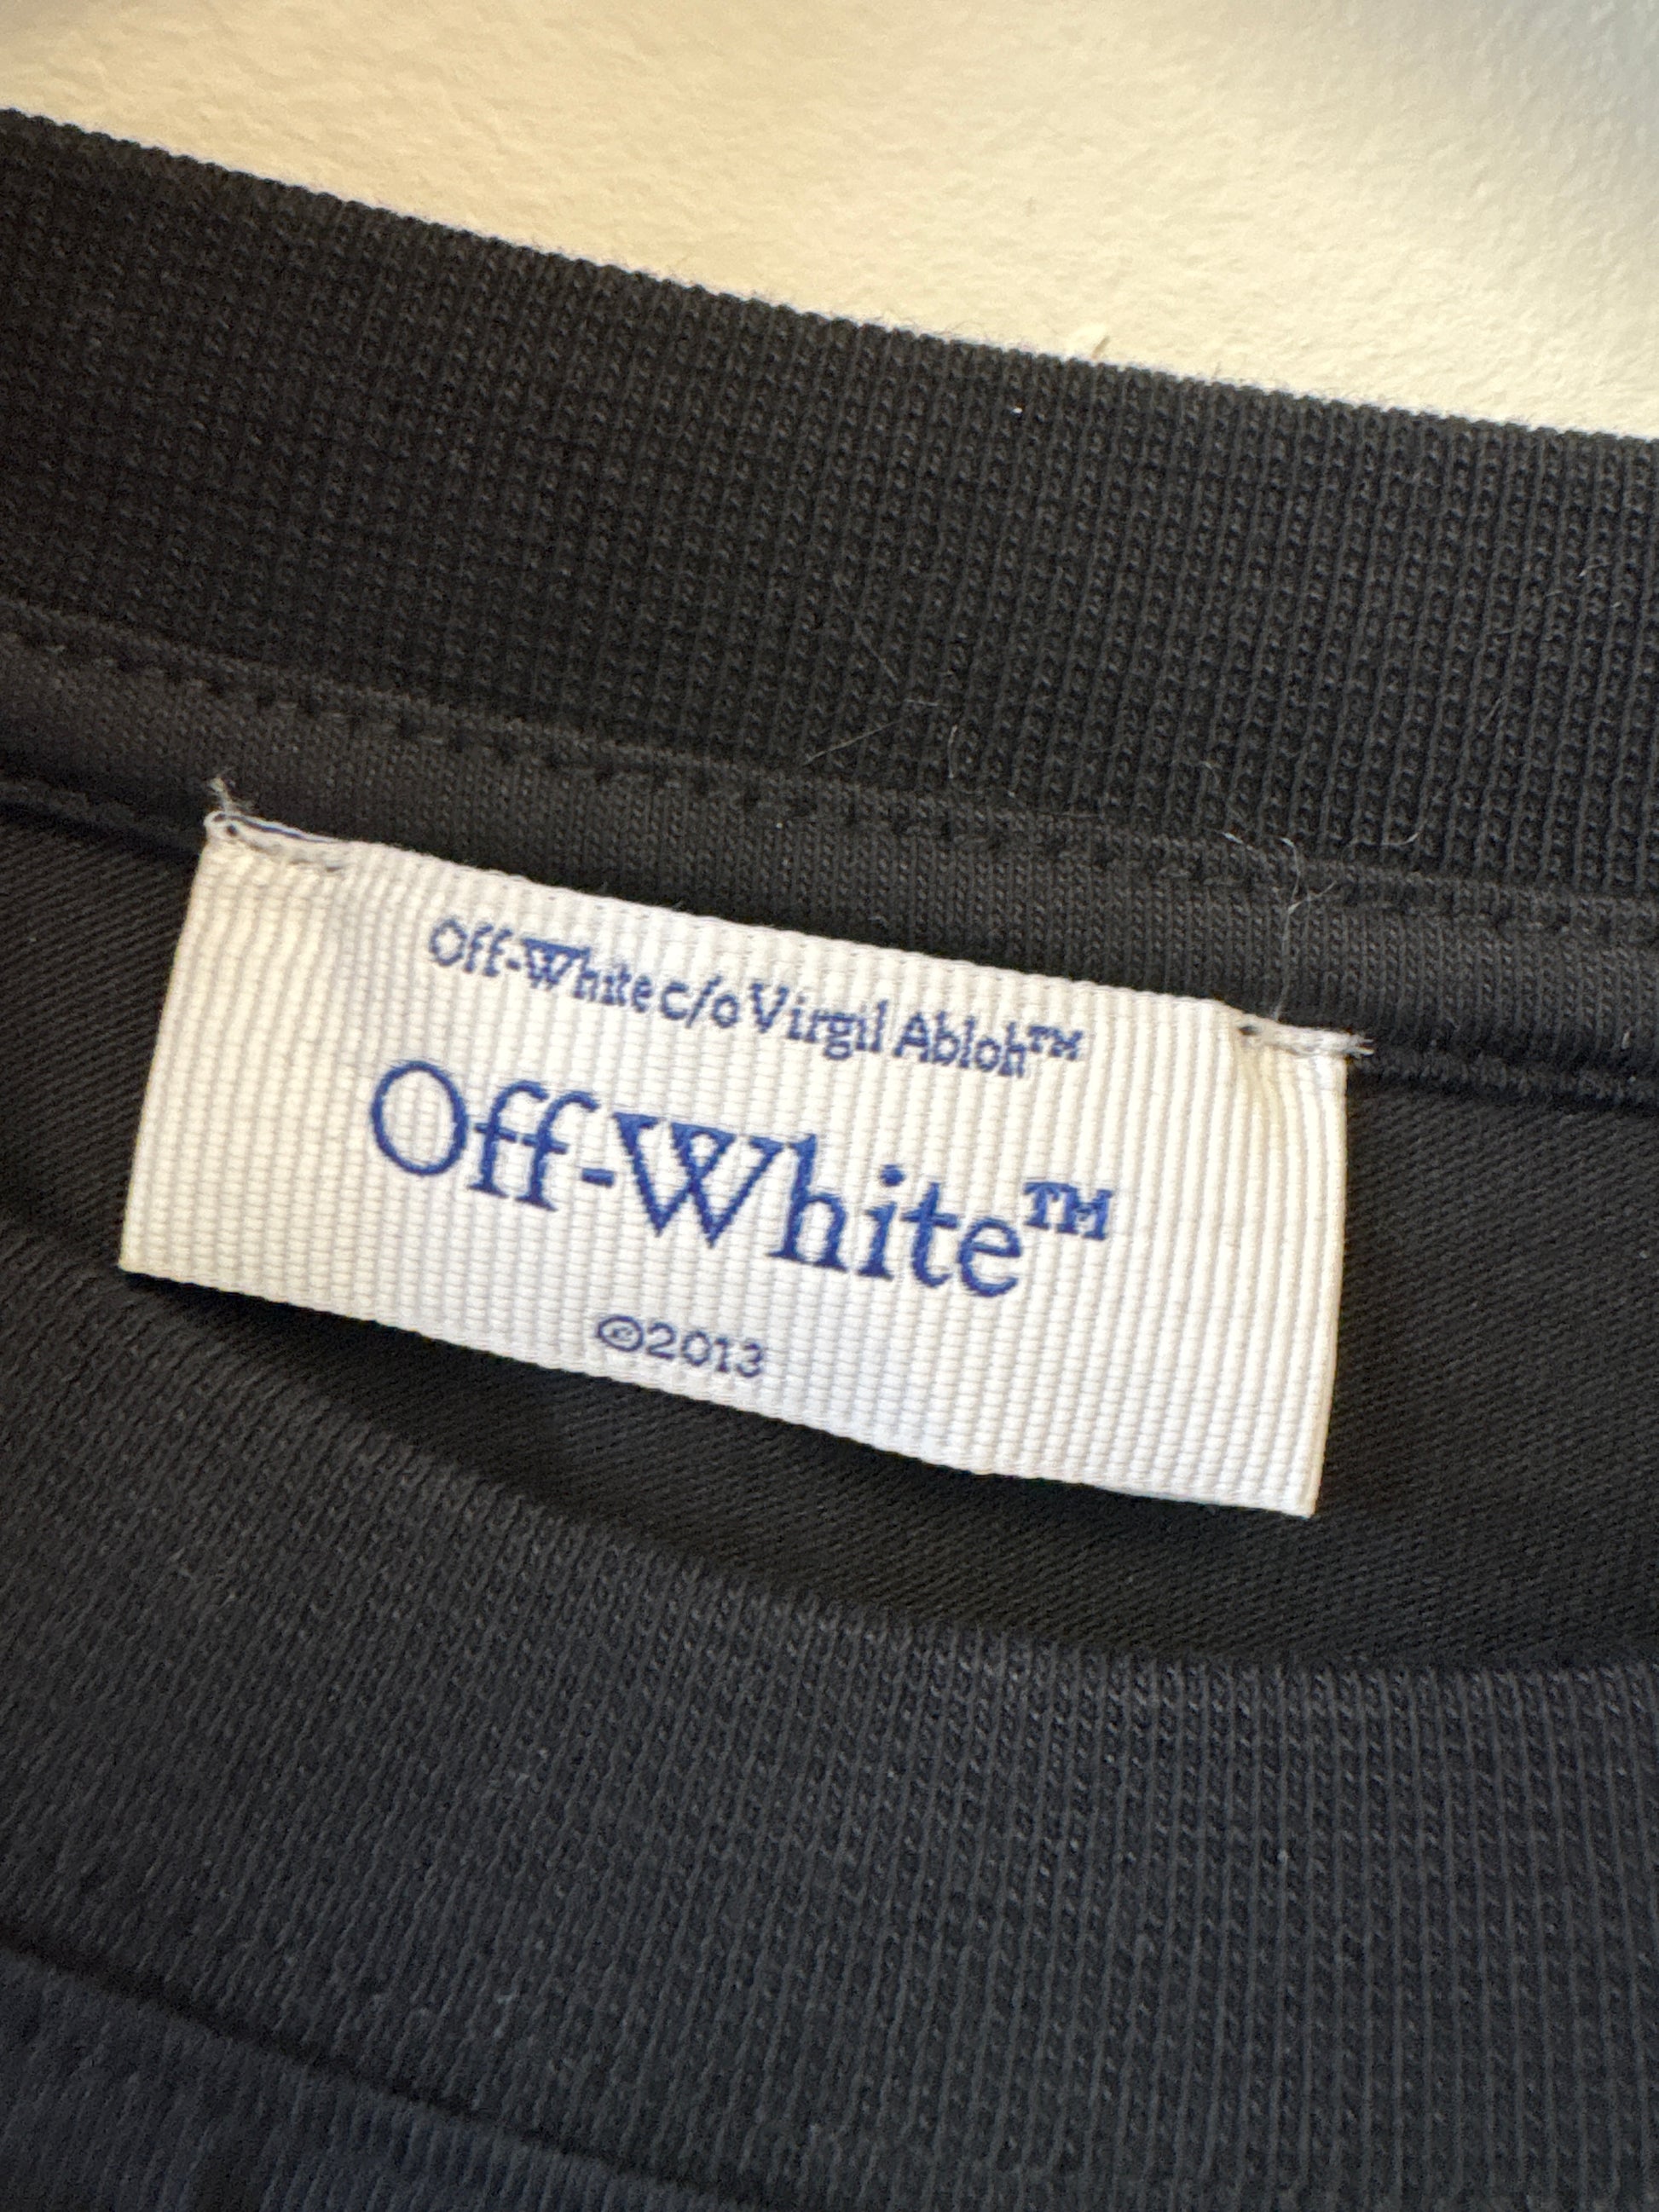 Off-White c/o Virgil Abloh™
Off-White™
©2013